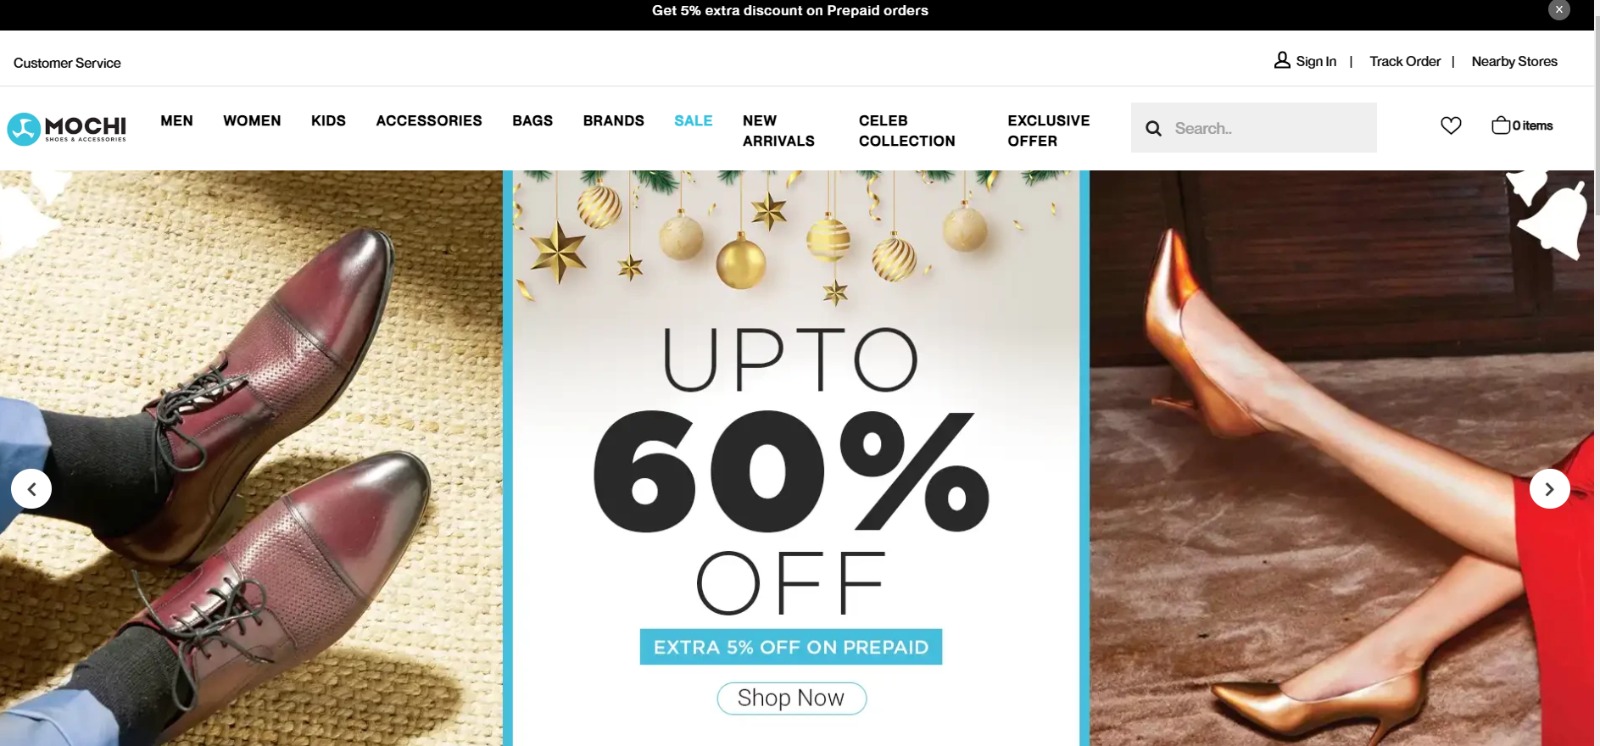 Get 5% extra discount on Prepaid orders
Customer Service
Sign In | Track Order | Nearby Stores
MOCHI
SHOES & ACCESSORIES
MEN WOMEN KIDS ACCESSORIES BAGS BRANDS SALE NEW ARRIVALS CELEB COLLECTION EXCLUSIVE OFFER
Search..
0 items
UPTO
60%
OFF
EXTRA 5% OFF ON PREPAID
Shop Now